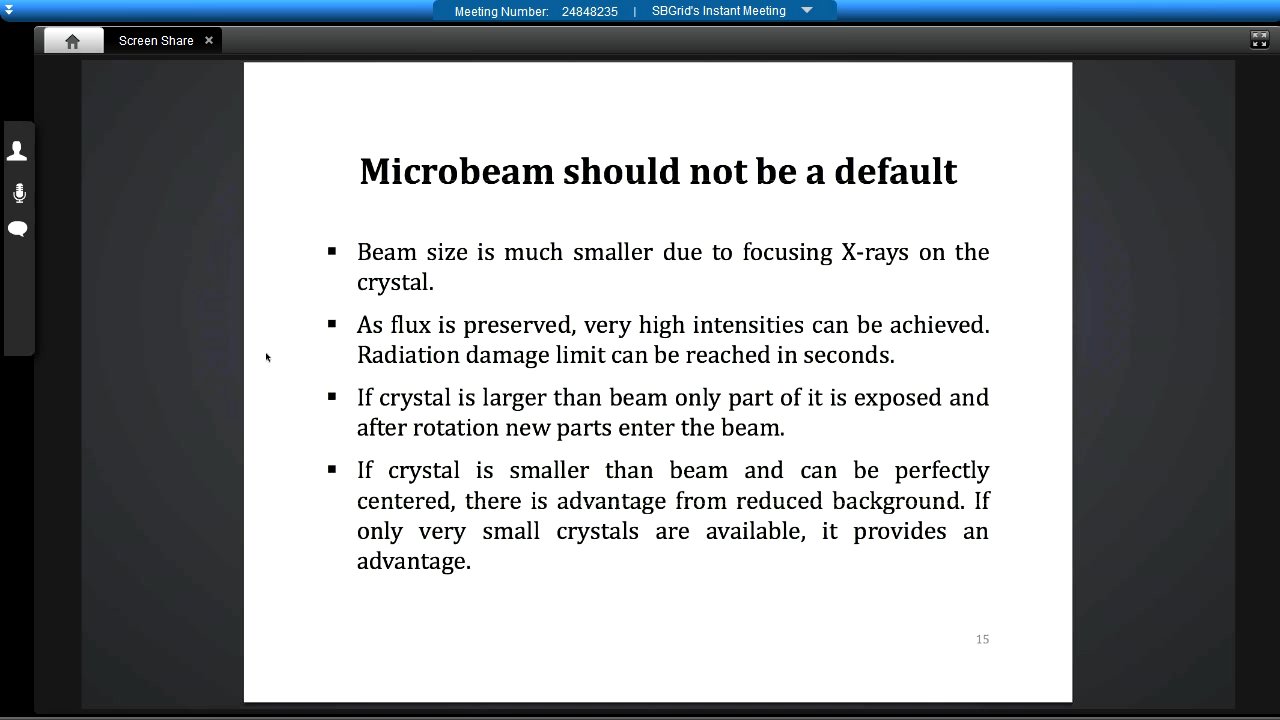 Meeting Number: 24848235 | SBGrid's Instant Meeting
Screen Share
Microbeam should not be a default
▪ Beam size is much smaller due to focusing X-rays on the
crystal.
▪ As flux is preserved, very high intensities can be achieved.
Radiation damage limit can be reached in seconds.
▪ If crystal is larger than beam only part of it is exposed and
after rotation new parts enter the beam.
▪ If crystal is smaller than beam and can be perfectly
centered, there is advantage from reduced background. If
only very small crystals are available, it provides an
advantage.
15